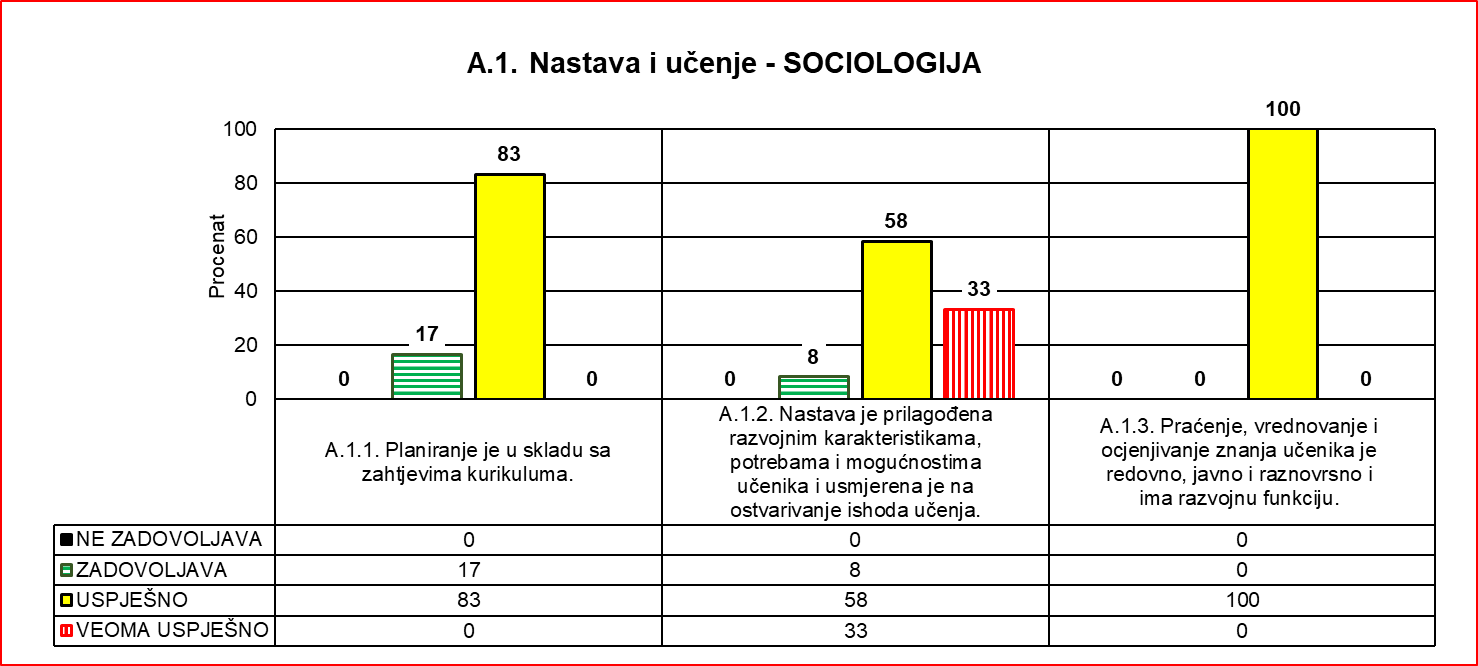 A.1. Nastava i učenje - SOCIOLOGIJA
Procenat
100
80
60
40
20
0
0
17
83
0
0
8
58
33
0
0
100
0
A.1.1. Planiranje je u skladu sa
zahtjevima kurikuluma.
A.1.2. Nastava je prilagođena
razvojnim karakteristikama,
potrebama i mogućnostima
učenika i usmjerena je na
ostvarivanje ishoda učenja.
A.1.3. Praćenje, vrednovanje i
ocjenjivanje znanja učenika je
redovno, javno i raznovrsno i
ima razvojnu funkciju.
NE ZADOVOLJAVA 0 0 0
ZADOVOLJAVA 17 8 0
USPJEŠNO 83 58 100
VEOMA USPJEŠNO 0 33 0